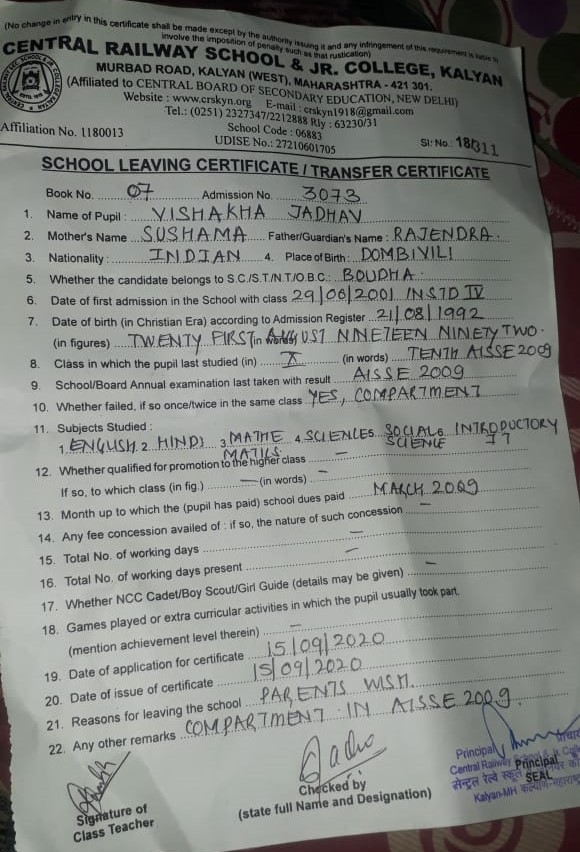 (No change in entry in this certificate shall be made except by the authority issuing it and any infringement of this requirement is liable to
involve the imposition of penalty such as that rustication)
CENTRAL RAILWAY SCHOOL & JR. COLLEGE, KALYAN
MURBAD ROAD, KALYAN (WEST), MAHARASHTRA - 421 301.
(Affiliated to CENTRAL BOARD OF SECONDARY EDUCATION, NEW DELHI)
Website : www.crskyn.org E-mail : crskyn1918@gmail.com
Tel.: (0251) 2327347/2212888 Rly : 63230/31
Affiliation No. 1180013 School Code : 06883
UDISE No.: 27210601705 Sr. No. 18/311
SCHOOL LEAVING CERTIFICATE / TRANSFER CERTIFICATE
Book No. 07 Admission No. 3073
1. Name of Pupil : VISHAKHA JADHAV
2. Mother's Name SUSHAMA Father/Guardian's Name : RAJENDRA.
3. Nationality : INDIAN 4. Place of Birth : DOMBIVILI
5. Whether the candidate belongs to S.C./S.T/N.T/O.B.C.: BOUDHA.
6. Date of first admission in the School with class 29/06/2001 IN STD IV
7. Date of birth (in Christian Era) according to Admission Register 21/08/1992
(in figures) TWENTY FIRST in words AUGUST NNETEEN NINETY TWO.
8. Class in which the pupil last studied (in) X (in words) TENTH AISSE 2009
9. School/Board Annual examination last taken with result AISSE 2009
10. Whether failed, if so once/twice in the same class YES, COMPARTMENT
11. Subjects Studied :
1. ENGLISH 2. HINDI 3. MATHE MATICS 4. SCIENCE 5. SOCIAL SCIENCE 6. INTRODUCTORY IT
12. Whether qualified for promotion to the higher class —
If so, to which class (in fig.) — (in words) —
13. Month up to which the (pupil has paid) school dues paid MARCH 2009
14. Any fee concession availed of : if so, the nature of such concession —
15. Total No. of working days —
16. Total No. of working days present —
17. Whether NCC Cadet/Boy Scout/Girl Guide (details may be given) —
18. Games played or extra curricular activities in which the pupil usually took part.
(mention achievement level therein) —
19. Date of application for certificate 15/09/2020
20. Date of issue of certificate 15/09/2020
21. Reasons for leaving the school PARENTS WISH.
22. Any other remarks COMPARTMENT IN AISSE 2009.
Signature of
Class Teacher
Checked by
(state full Name and Designation)
Principal
Principal
SEAL
Central Railway School & Jr.
सेन्ट्रल रेल्वे स्कूल
Kalyan-MH